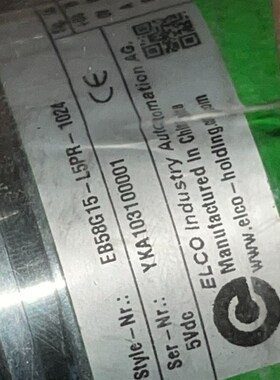 Style-Nr.: EB58G15-L5PR-1024
Ser-Nr.: YKA103100001
5Vdc
ELCO Industry Automation AG.
Manufactured In China
www.elco-holding.com
CE